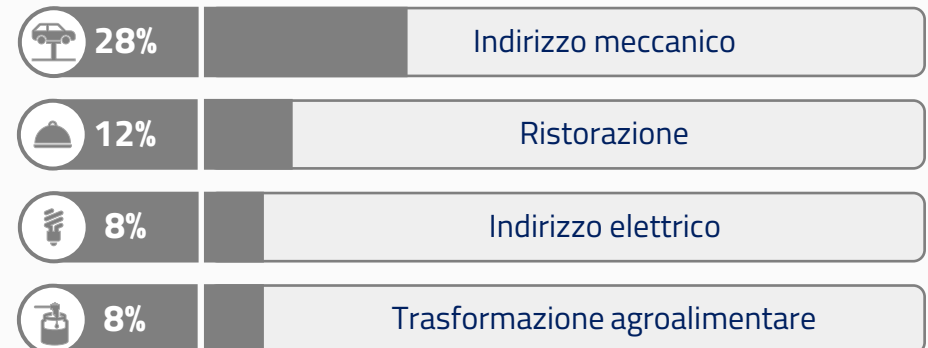 28% Indirizzo meccanico
12% Ristorazione
8% Indirizzo elettrico
8% Trasformazione agroalimentare